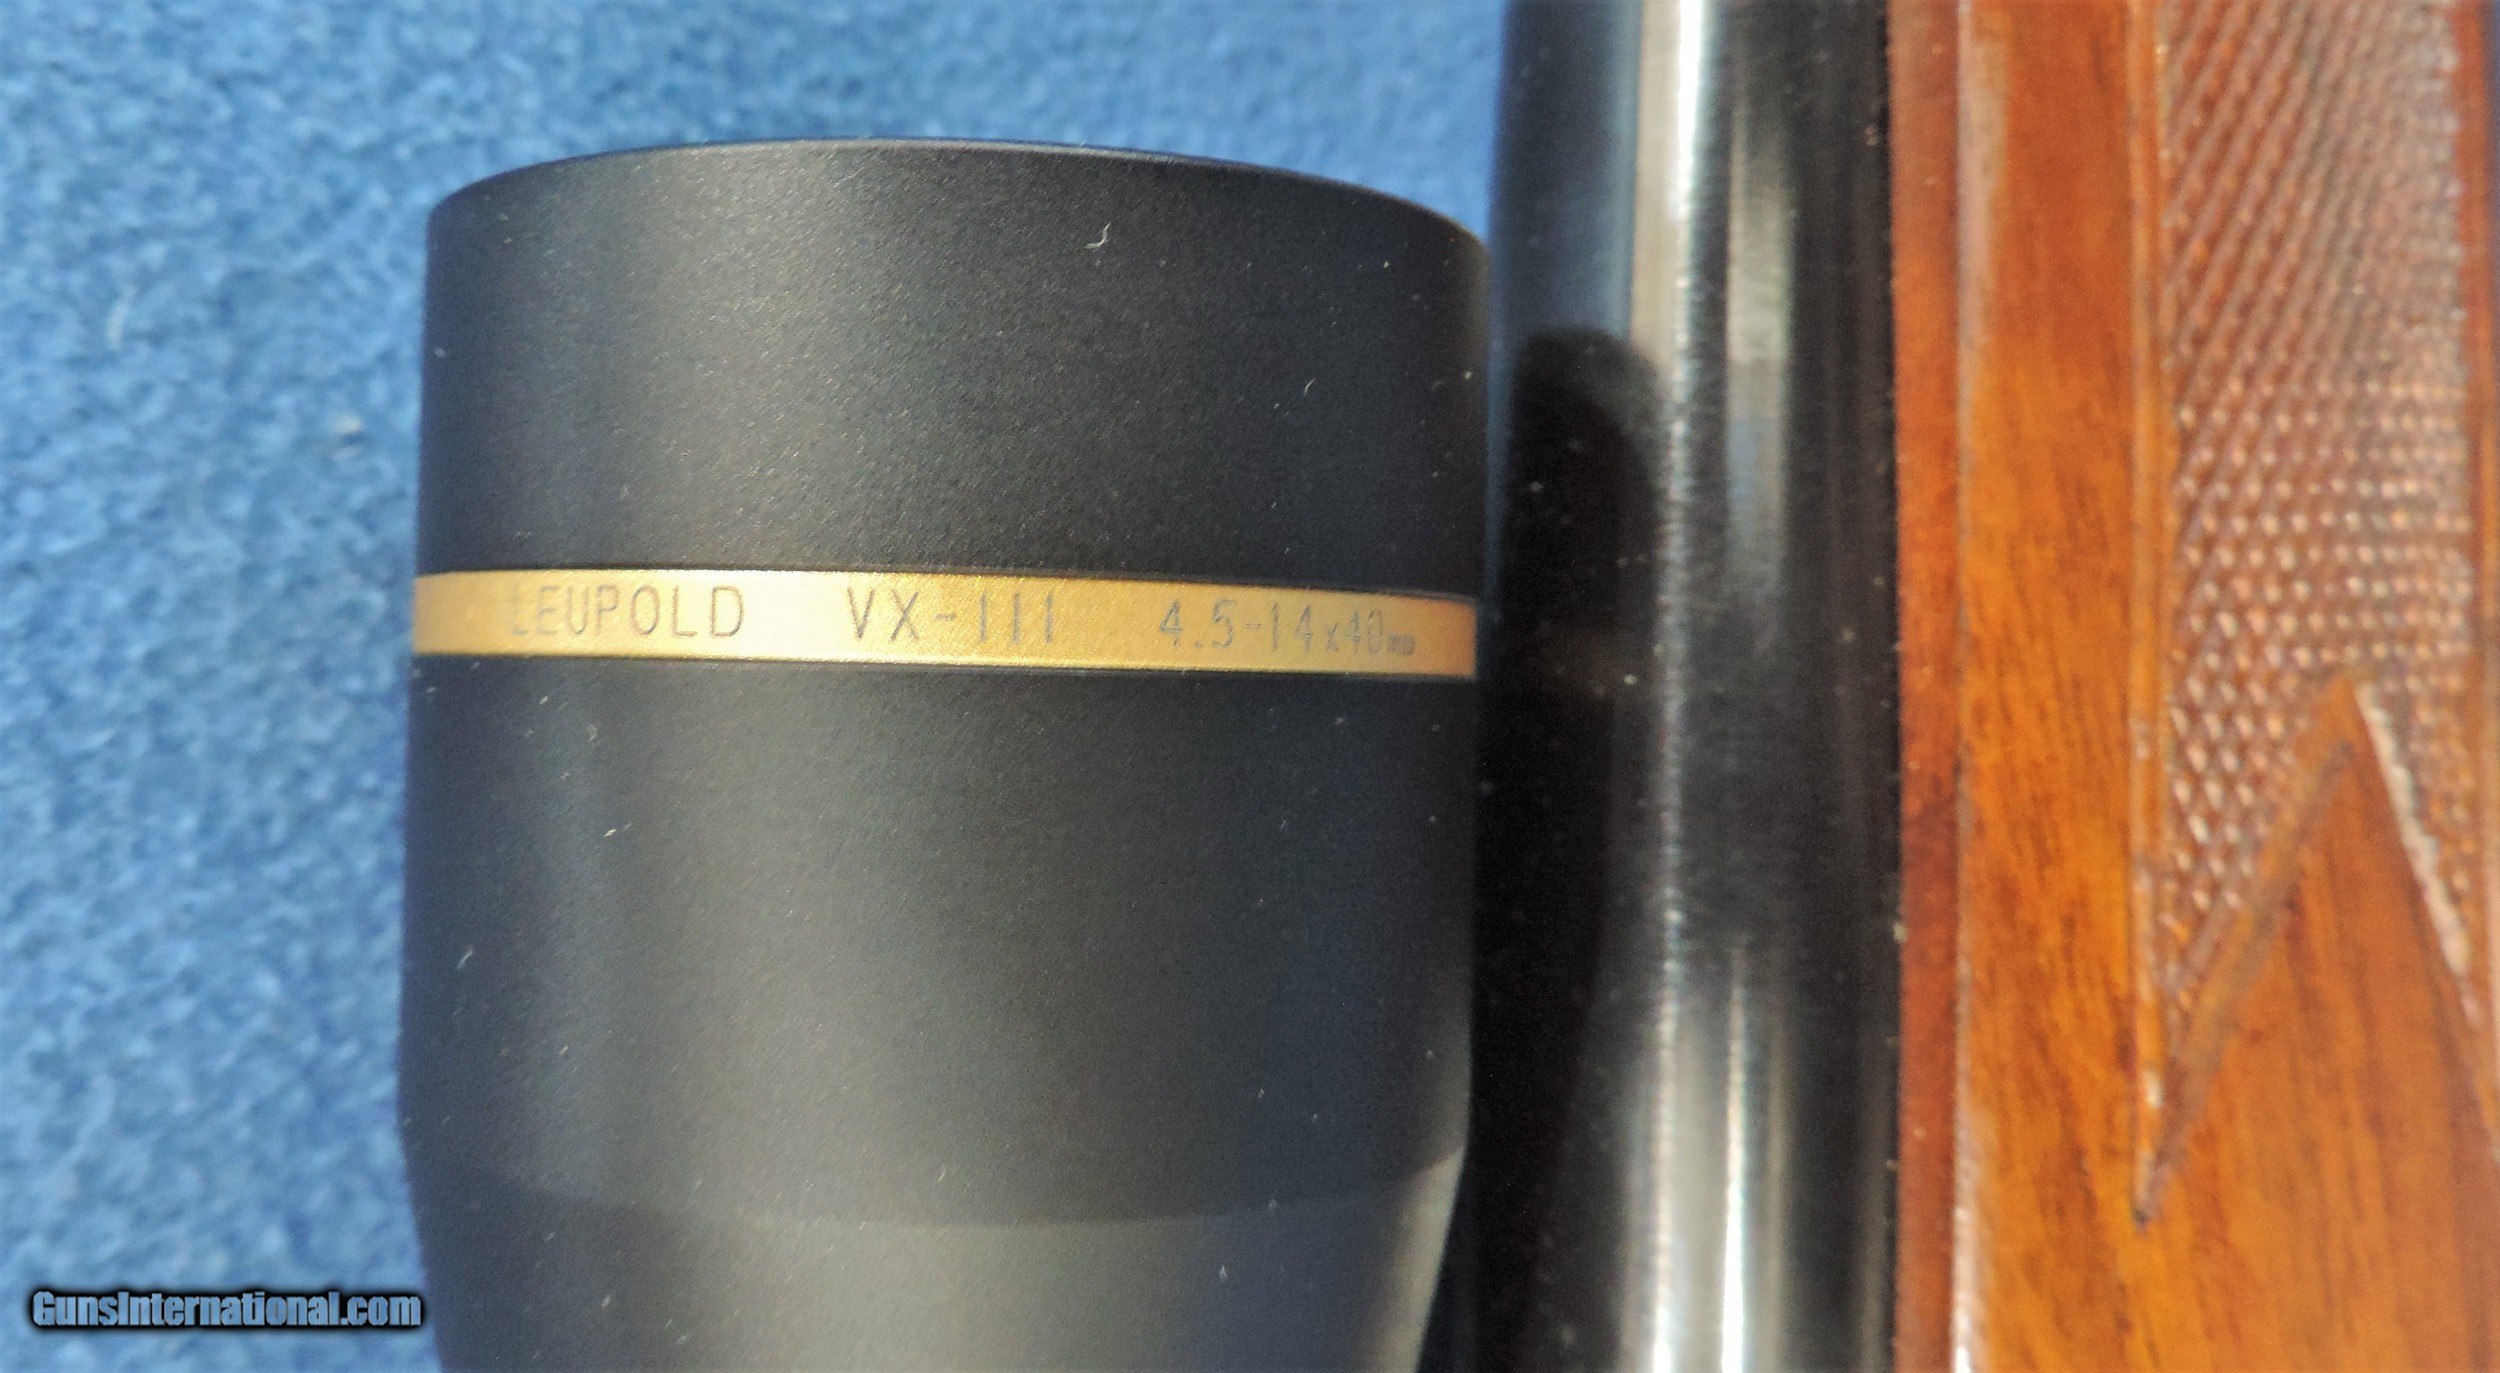 LEUPOLD VX-III 4.5-14x40mm
GunsInternational.com